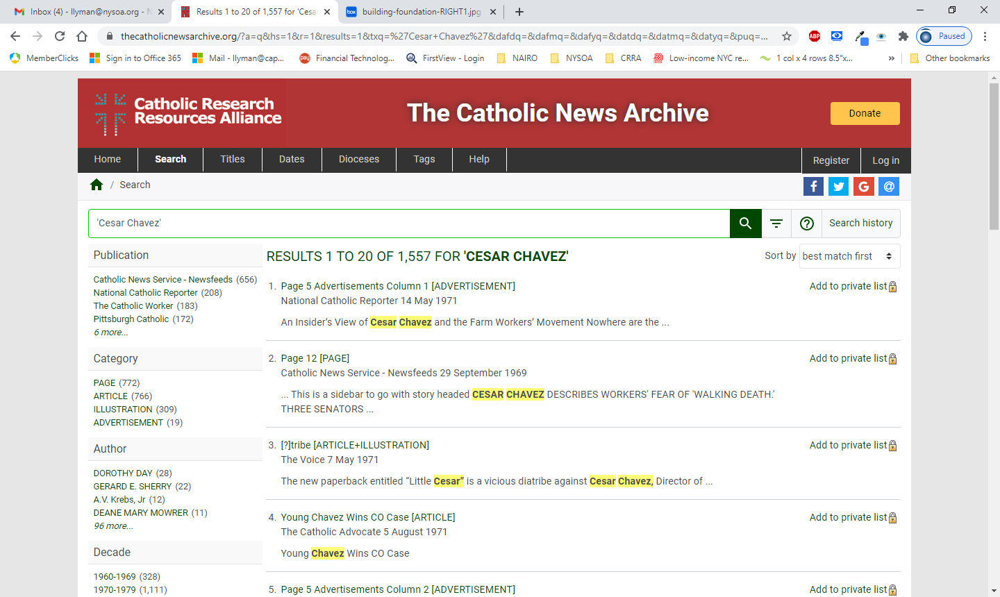 Inbox (4) - llyman@nysoa.org - N
Results 1 to 20 of 1,557 for 'Cesar
building-foundation-RIGHT1.jpg
thecatholicnewsarchive.org/?a=q&hs=1&r=1&results=1&txq=%27Cesar+Chavez%27&dafdq=&dafmq=&dafyq=&datdq=&datmq=&datyq=&puq=...
ABP
Paused
MemberClicks
Sign in to Office 365
Mail - llyman@cap...
Financial Technolog...
FirstView - Login
NAIRO
NYSOA
CRRA
Low-income NYC re...
1 col x 4 rows 8.5"x...
»
Other bookmarks
Catholic Research
Resources Alliance
The Catholic News Archive
Donate
Home
Search
Titles
Dates
Dioceses
Tags
Help
Register
Log in
/ Search
'Cesar Chavez'
Search history
Publication
Catholic News Service - Newsfeeds (656)
National Catholic Reporter (208)
The Catholic Worker (183)
Pittsburgh Catholic (172)
6 more...
Category
PAGE (772)
ARTICLE (766)
ILLUSTRATION (309)
ADVERTISEMENT (19)
Author
DOROTHY DAY (28)
GERARD E. SHERRY (22)
A.V. Krebs, Jr (12)
DEANE MARY MOWRER (11)
96 more...
Decade
1960-1969 (328)
1970-1979 (1,111)
RESULTS 1 TO 20 OF 1,557 FOR 'CESAR CHAVEZ'
Sort by best match first
1. Page 5 Advertisements Column 1 [ADVERTISEMENT]
Add to private list
National Catholic Reporter 14 May 1971
An Insider’s View of Cesar Chavez and the Farm Workers’ Movement Nowhere are the ...
2. Page 12 [PAGE]
Add to private list
Catholic News Service - Newsfeeds 29 September 1969
... This is a sidebar to go with story headed CESAR CHAVEZ DESCRIBES WORKERS' FEAR OF 'WALKING DEATH.'
THREE SENATORS ...
3. [?]tribe [ARTICLE+ILLUSTRATION]
Add to private list
The Voice 7 May 1971
The new paperback entitled “Little Cesar” is a vicious diatribe against Cesar Chavez, Director of ...
4. Young Chavez Wins CO Case [ARTICLE]
Add to private list
The Catholic Advocate 5 August 1971
Young Chavez Wins CO Case
5. Page 5 Advertisements Column 2 [ADVERTISEMENT]
Add to private list